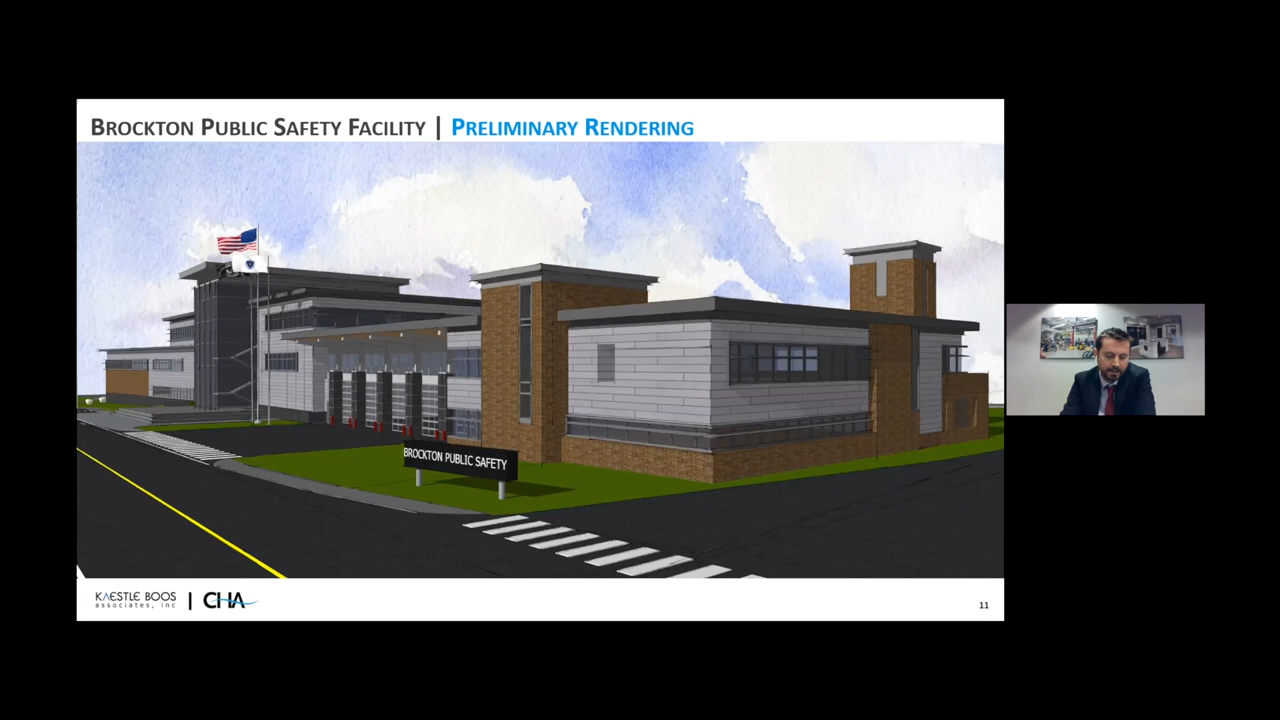 BROCKTON PUBLIC SAFETY FACILITY | PRELIMINARY RENDERING
BROCKTON PUBLIC SAFETY
KAESTLE BOOS
associates, inc
CHA
11